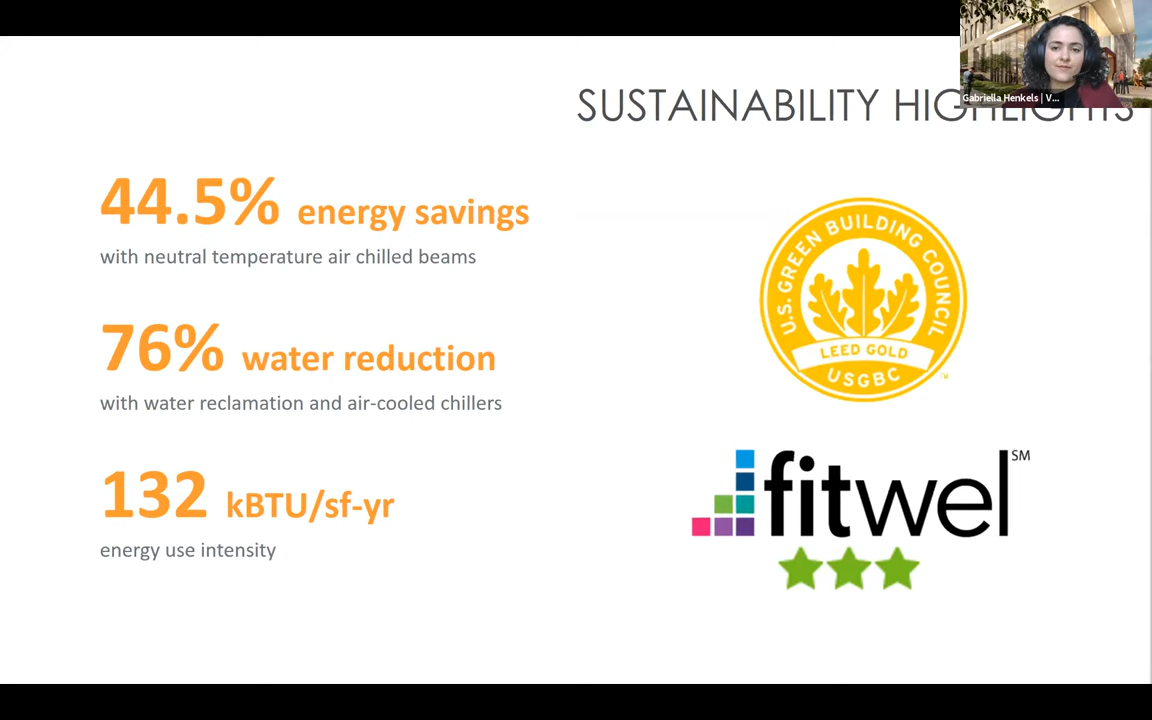 SUSTAINABILITY HIGHLIGHTS
Gabriella Henkels | V...
44.5% energy savings
with neutral temperature air chilled beams
76% water reduction
with water reclamation and air-cooled chillers
132 kBTU/sf-yr
energy use intensity
U.S. GREEN BUILDING COUNCIL
LEED GOLD
USGBC
TM
fitwel SM